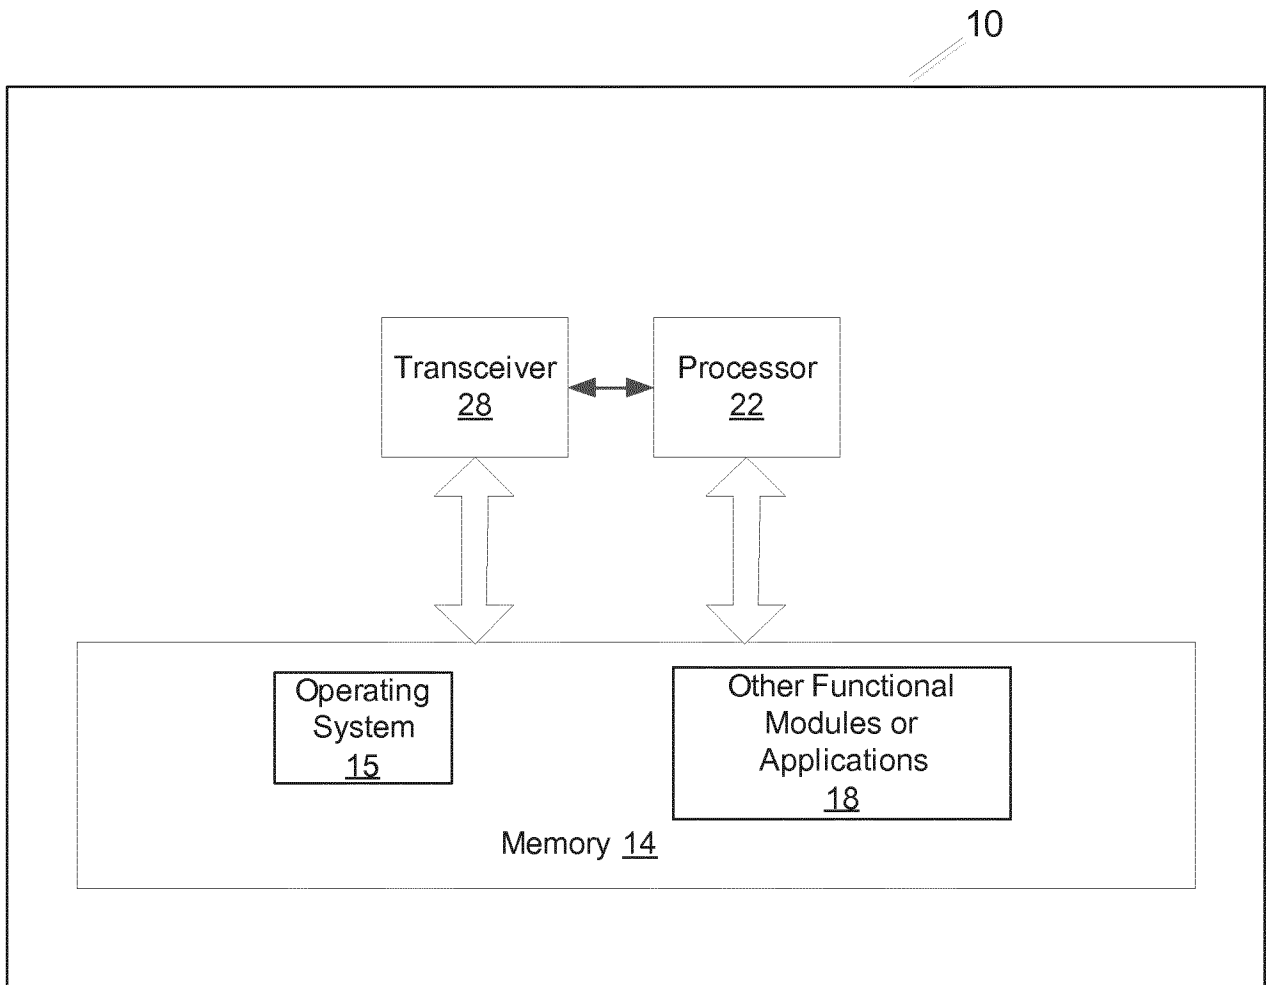 10
Transceiver
28
Processor
22
Operating
System
15
Other Functional
Modules or
Applications
18
Memory 14